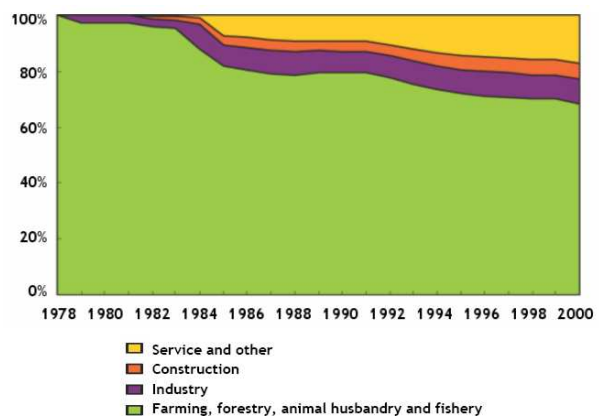 100%
80%
60%
40%
20%
0%
1978 1980 1982 1984 1986 1988 1990 1992 1994 1996 1998 2000
Service and other
Construction
Industry
Farming, forestry, animal husbandry and fishery